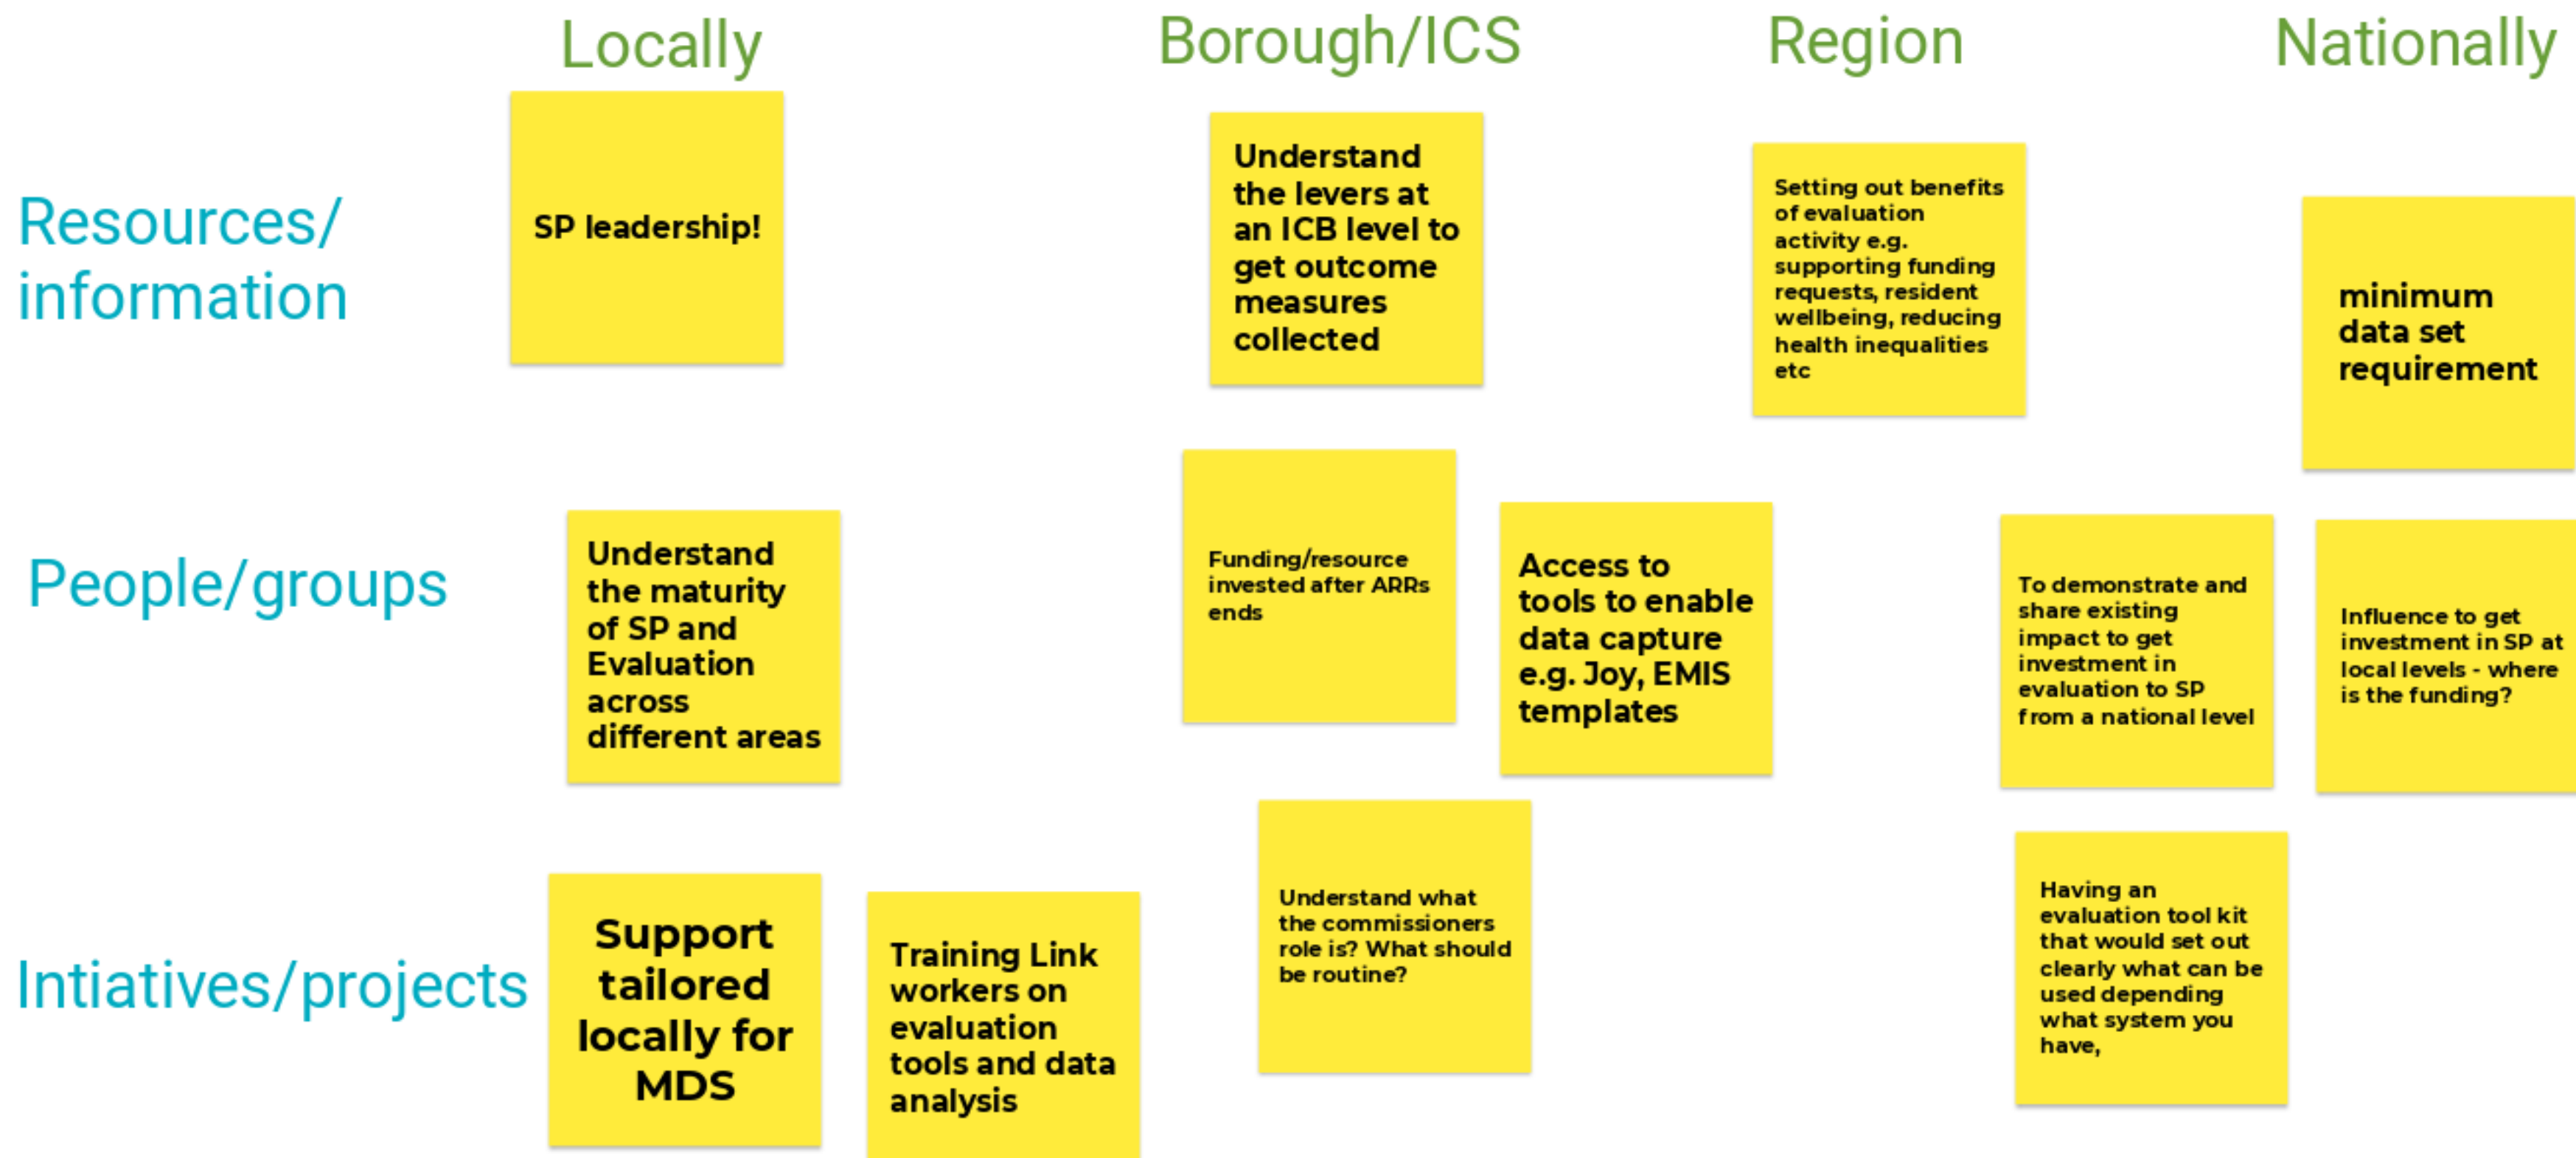 Locally
Borough/ICS
Region
Nationally
Resources/
information
SP leadership!
Understand
the levers at
an ICB level to
get outcome
measures
collected
Setting out benefits
of evaluation
activity e.g.
supporting funding
requests, resident
wellbeing, reducing
health inequalities
etc
minimum
data set
requirement
People/groups
Understand
the maturity
of SP and
Evaluation
across
different areas
Funding/resource
invested after ARRs
ends
Access to
tools to enable
data capture
e.g. Joy, EMIS
templates
To demonstrate and
share existing
impact to get
investment in
evaluation to SP
from a national level
Influence to get
investment in SP at
local levels - where
is the funding?
Intiatives/projects
Support
tailored
locally for
MDS
Training Link
workers on
evaluation
tools and data
analysis
Understand what
the commissioners
role is? What should
be routine?
Having an
evaluation tool kit
that would set out
clearly what can be
used depending
what system you
have,